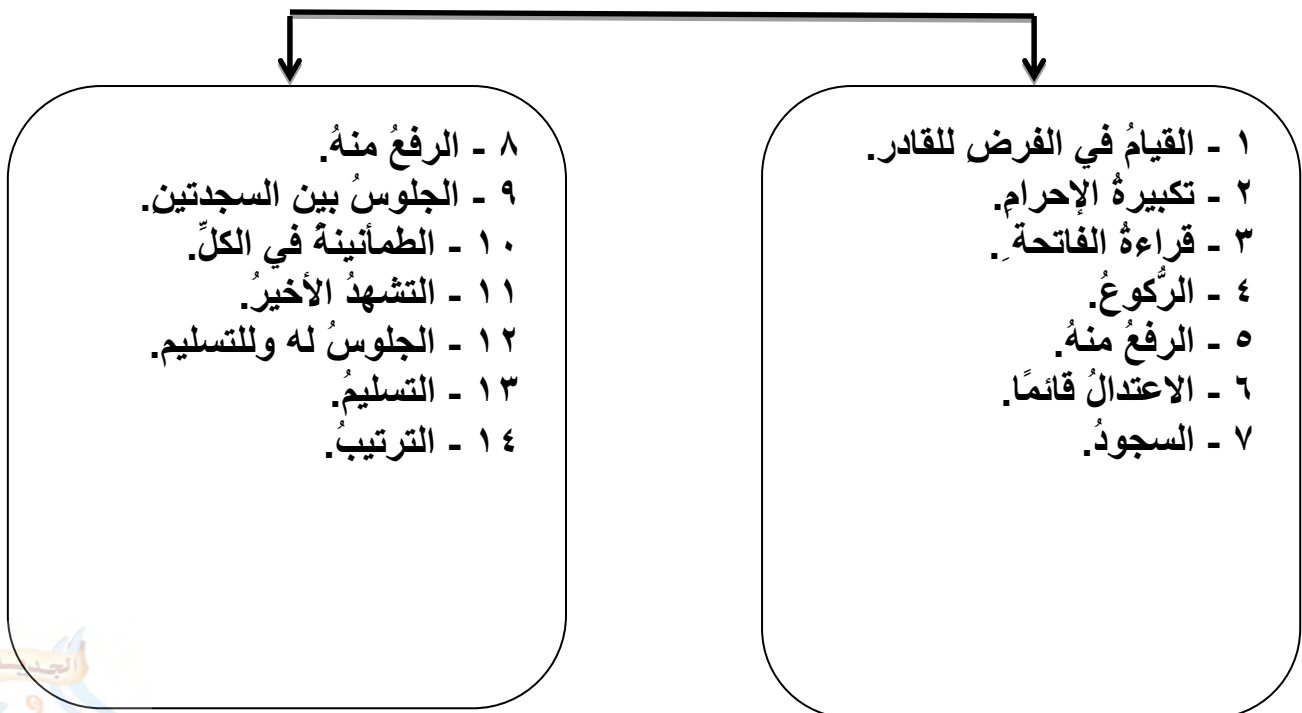 ١ - القيامُ في الفرضِ للقادر.
٢ - تكبيرةُ الإحرامِ.
٣ - قراءةُ الفاتحةِ.
٤ - الرُّكوعُ.
٥ - الرفعُ منهُ.
٦ - الاعتدالُ قائمًا.
٧ - السجودُ.
٨ - الرفعُ منهُ.
٩ - الجلوسُ بين السجدتينِ.
١٠ - الطمأنينةُ في الكلِّ.
١١ - التشهدُ الأخيرُ.
١٢ - الجلوسُ له وللتسليم.
١٣ - التسليمُ.
١٤ - الترتيبُ.